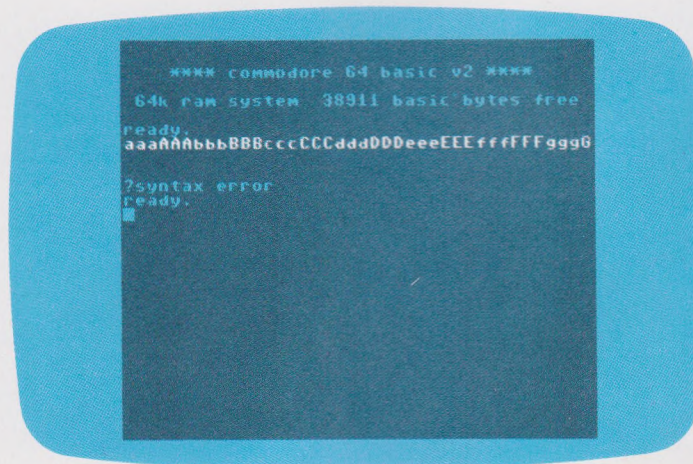 **** commodore 64 basic v2 ****
64k ram system 38911 basic bytes free
ready.
aaaAAAbbbBBBcccCCCdddDDDeeeEEEfffFFFgggG
?syntax error
ready.